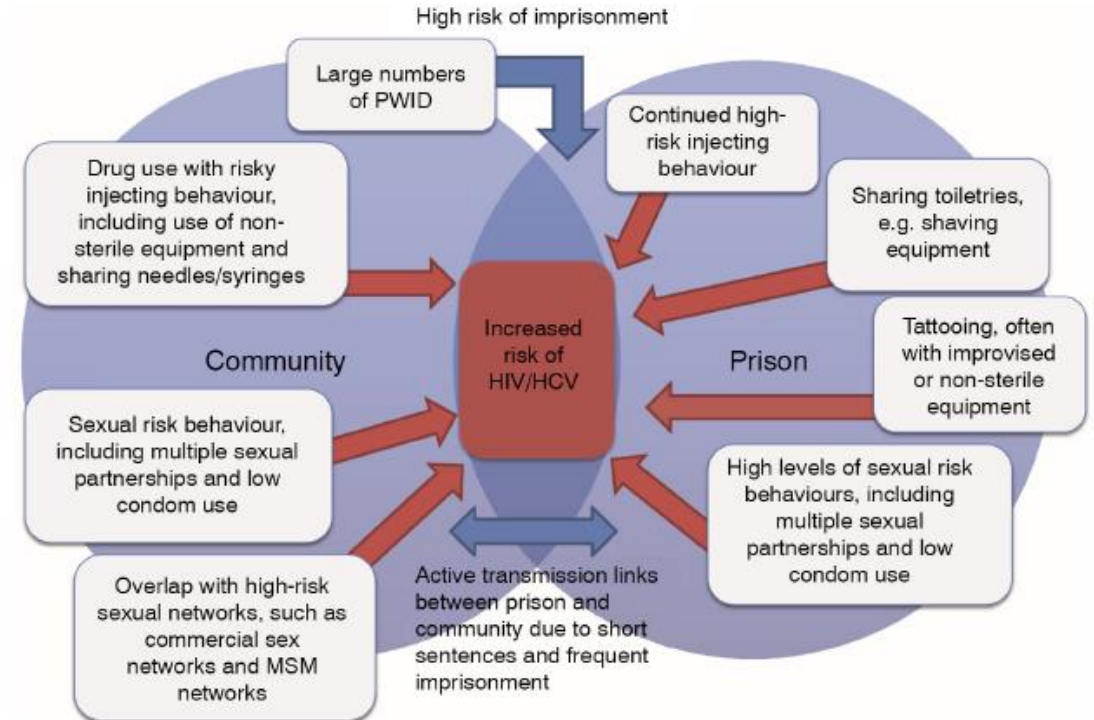 High risk of imprisonment
Large numbers
of PWID
Continued high-
risk injecting
behaviour
Drug use with risky
injecting behaviour,
including use of non-
sterile equipment and
sharing needles/syringes
Sharing toiletries,
e.g. shaving
equipment
Increased
risk of
HIV/HCV
Community
Prison
Tattooing, often
with improvised
or non-sterile
equipment
Sexual risk behaviour,
including multiple sexual
partnerships and low
condom use
High levels of sexual risk
behaviours, including
multiple sexual
partnerships and low
condom use
Overlap with high-risk
sexual networks, such as
commercial sex
networks and MSM
networks
Active transmission links
between prison and
community due to short
sentences and frequent
imprisonment